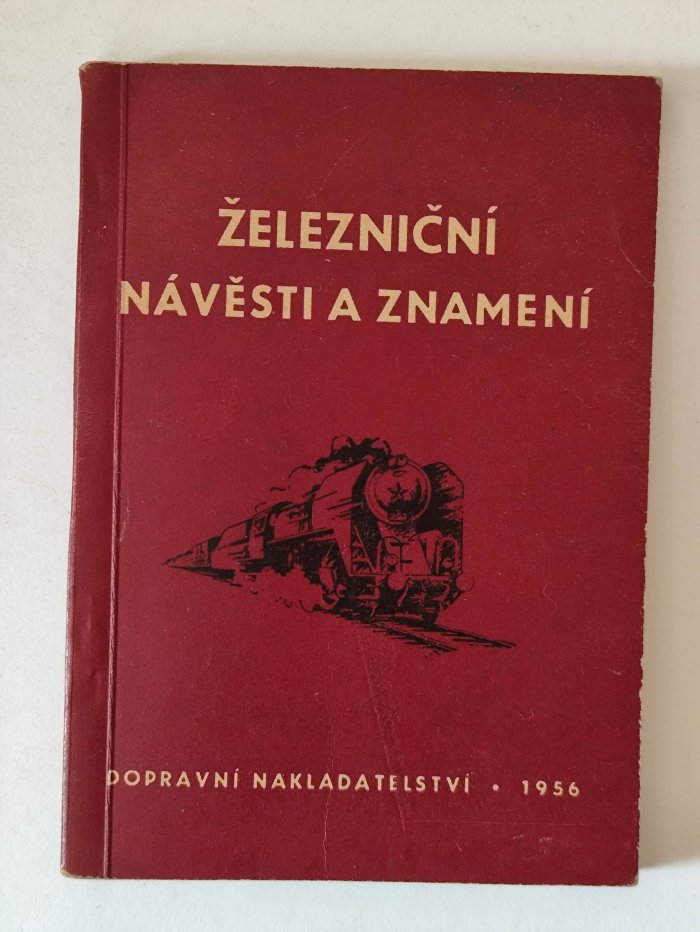 ŽELEZNIČNÍ
NÁVĚSTI A ZNAMENÍ
DOPRAVNÍ NAKLADATELSTVÍ • 1956